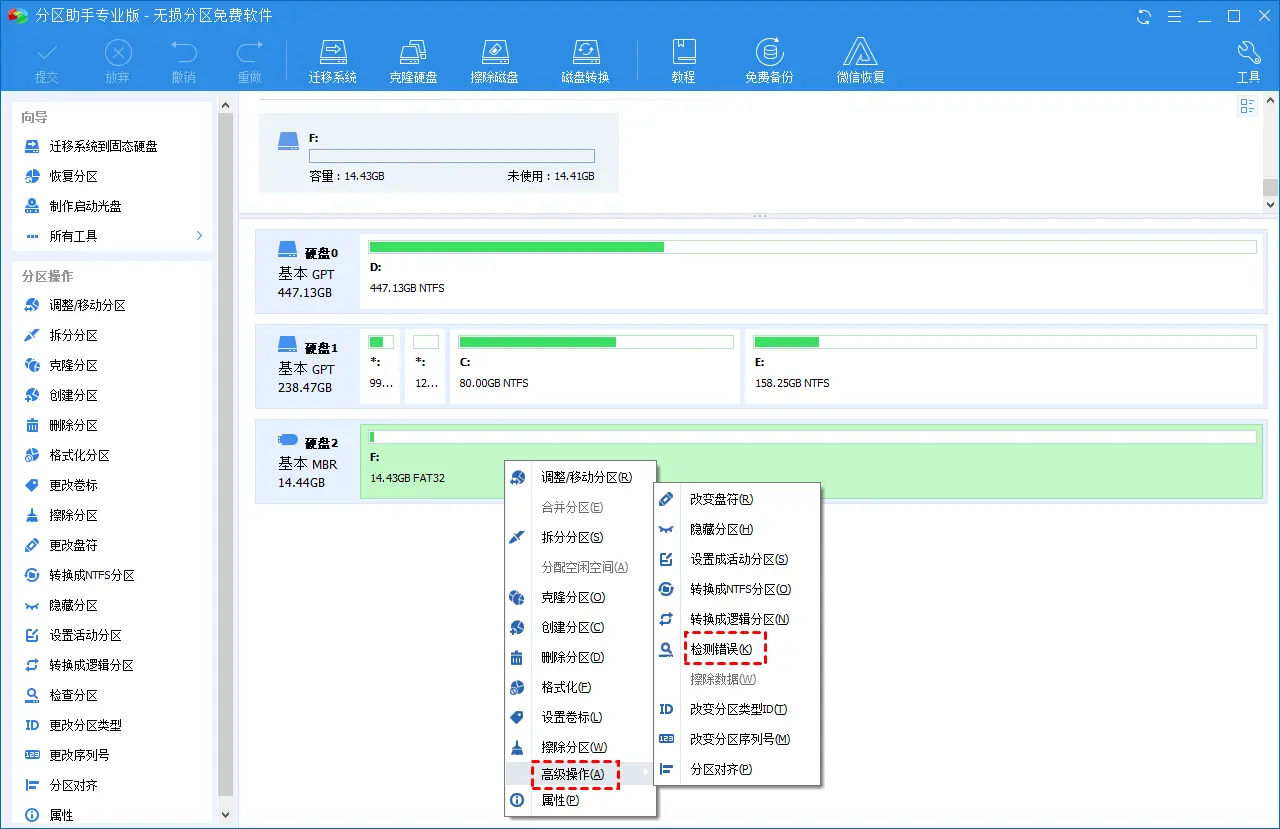 分区助手专业版 - 无损分区免费软件
提交
放弃
撤销
重做
迁移系统
克隆硬盘
擦除磁盘
磁盘转换
教程
免费备份
微信恢复
工具
向导
迁移系统到固态硬盘
恢复分区
制作启动光盘
所有工具
分区操作
调整/移动分区
拆分分区
克隆分区
创建分区
删除分区
格式化分区
更改卷标
擦除分区
更改盘符
转换成NTFS分区
隐藏分区
设置活动分区
转换成逻辑分区
检查分区
ID 更改分区类型
123 更改序列号
分区对齐
属性
F:
容量：14.43GB 未使用：14.41GB
硬盘0
基本 GPT
447.13GB
D:
447.13GB NTFS
硬盘1
基本 GPT
238.47GB
*:
99...
*:
12...
C:
80.00GB NTFS
E:
158.25GB NTFS
硬盘2
基本 MBR
14.44GB
F:
14.43GB FAT32
调整/移动分区(R)
合并分区(E)
拆分分区(S)
分配空闲空间(A)
克隆分区(O)
创建分区(C)
删除分区(D)
格式化(F)
设置卷标(L)
擦除分区(W)
高级操作(A)
属性(P)
改变盘符(R)
隐藏分区(H)
设置成活动分区(S)
转换成NTFS分区(O)
转换成逻辑分区(N)
检测错误(K)
擦除数据(W)
ID 改变分区类型ID(T)
123 改变分区序列号(M)
分区对齐(P)